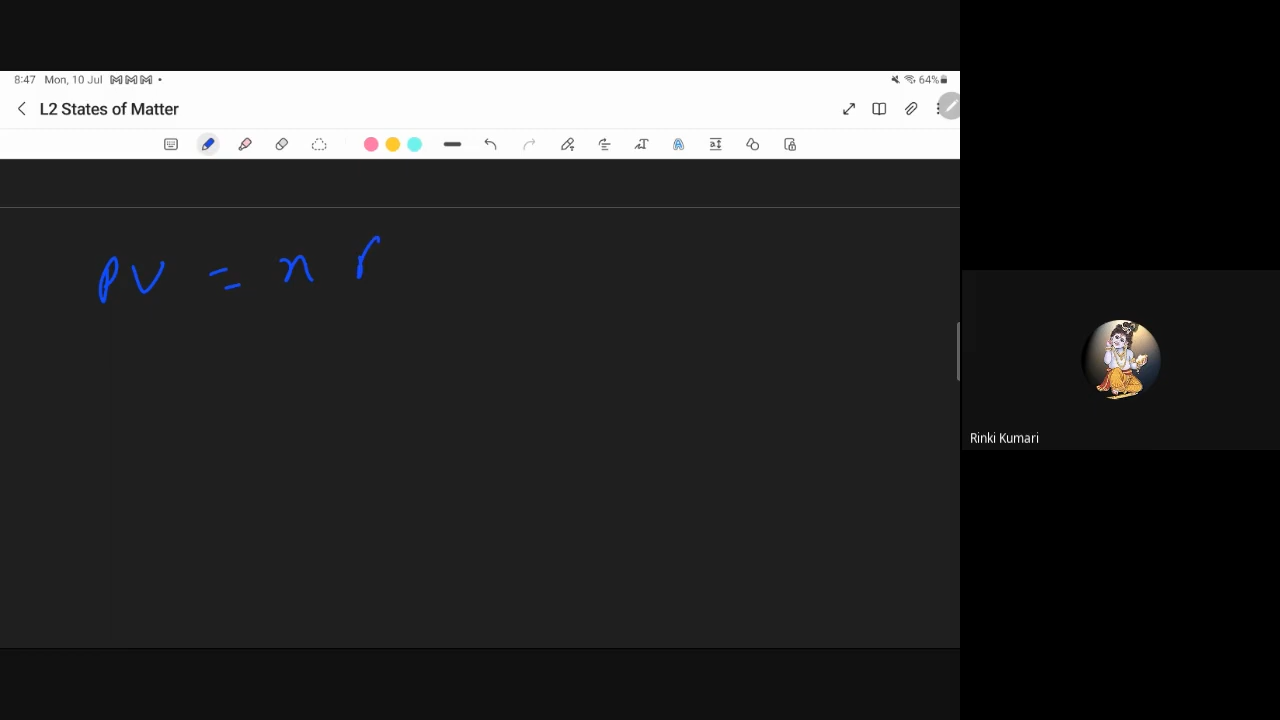 8:47 Mon, 10 Jul 64%
L2 States of Matter
PV = n r
Rinki Kumari